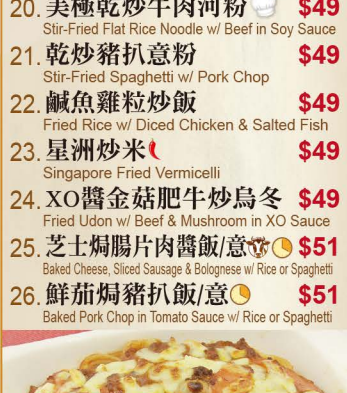 20. 美極乾炒牛肉河粉 $49
Stir-Fried Flat Rice Noodle w/ Beef in Soy Sauce
21. 乾炒豬扒意粉 $49
Stir-Fried Spaghetti w/ Pork Chop
22. 鹹魚雞粒炒飯 $49
Fried Rice w/ Diced Chicken & Salted Fish
23. 星洲炒米 $49
Singapore Fried Vermicelli
24. XO醬金菇肥牛炒烏冬 $49
Fried Udon w/ Beef & Mushroom in XO Sauce
25. 芝士焗腸片肉醬飯/意 $51
Baked Cheese, Sliced Sausage & Bolognese w/ Rice or Spaghetti
26. 鮮茄焗豬扒飯/意 $51
Baked Pork Chop in Tomato Sauce w/ Rice or Spaghetti